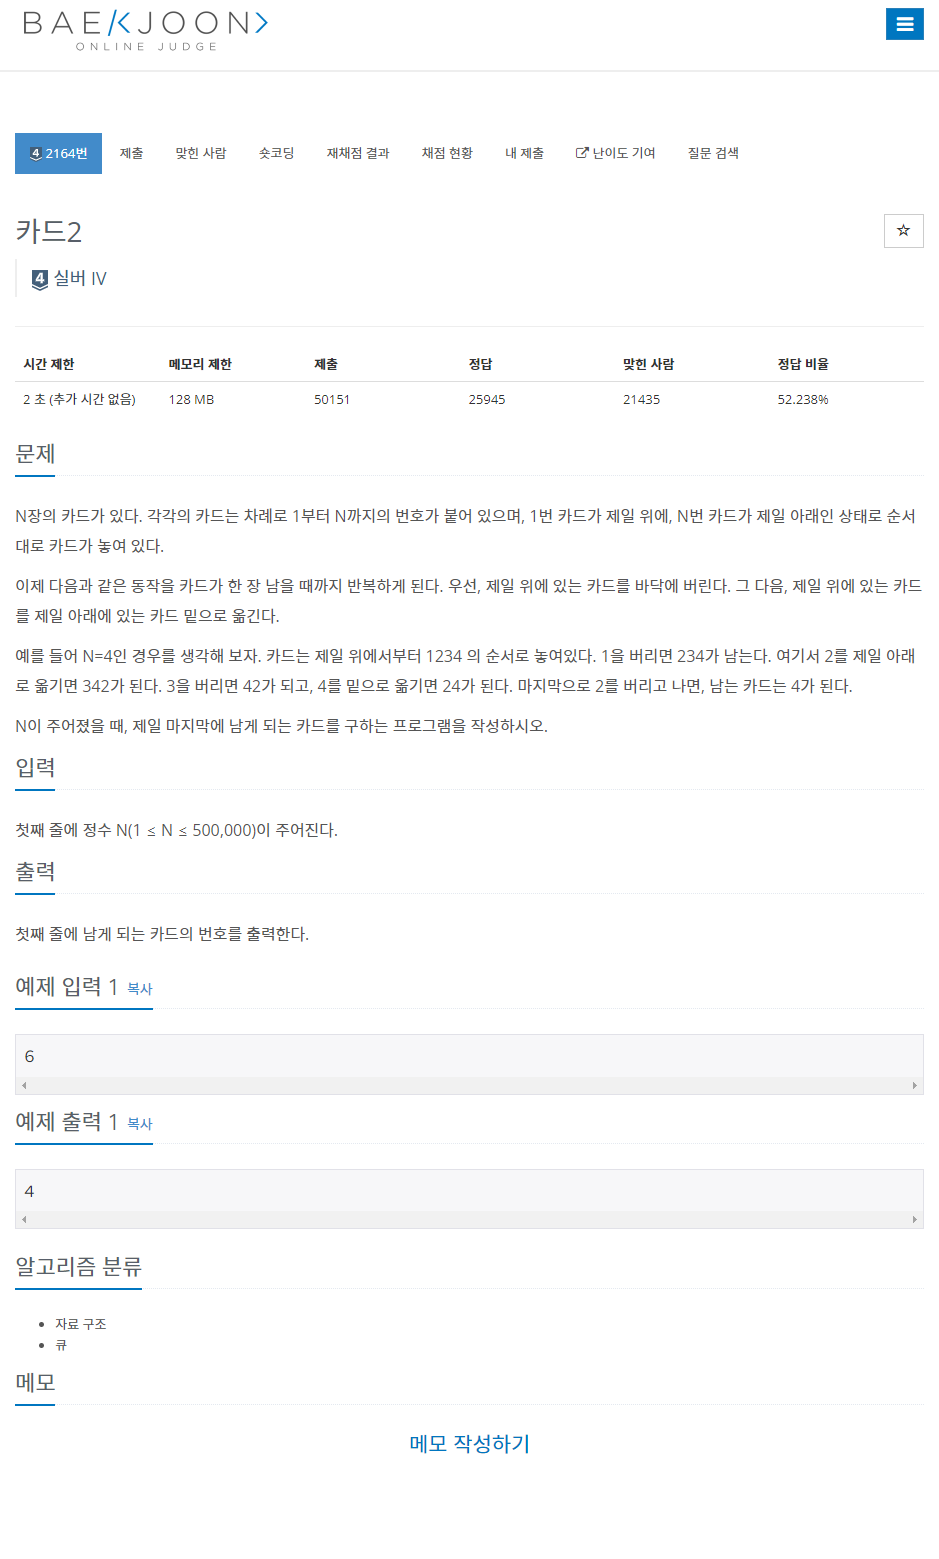 BAEKJOON
ONLINE JUDGE
4 2164번 제출 맞힌 사람 숏코딩 재채점 결과 채점 현황 내 제출 난이도 기여 질문 검색
카드2
4 실버 IV
시간 제한 메모리 제한 제출 정답 맞힌 사람 정답 비율
2 초 (추가 시간 없음) 128 MB 50151 25945 21435 52.238%
문제
N장의 카드가 있다. 각각의 카드는 차례로 1부터 N까지의 번호가 붙어 있으며, 1번 카드가 제일 위에, N번 카드가 제일 아래인 상태로 순서
대로 카드가 놓여 있다.
이제 다음과 같은 동작을 카드가 한 장 남을 때까지 반복하게 된다. 우선, 제일 위에 있는 카드를 바닥에 버린다. 그 다음, 제일 위에 있는 카드
를 제일 아래에 있는 카드 밑으로 옮긴다.
예를 들어 N=4인 경우를 생각해 보자. 카드는 제일 위에서부터 1234 의 순서로 놓여있다. 1을 버리면 234가 남는다. 여기서 2를 제일 아래
로 옮기면 342가 된다. 3을 버리면 42가 되고, 4를 밑으로 옮기면 24가 된다. 마지막으로 2를 버리고 나면, 남는 카드는 4가 된다.
N이 주어졌을 때, 제일 마지막에 남게 되는 카드를 구하는 프로그램을 작성하시오.
입력
첫째 줄에 정수 N(1 ≤ N ≤ 500,000)이 주어진다.
출력
첫째 줄에 남게 되는 카드의 번호를 출력한다.
예제 입력 1 복사
6
예제 출력 1 복사
4
알고리즘 분류
• 자료 구조
• 큐
메모
메모 작성하기